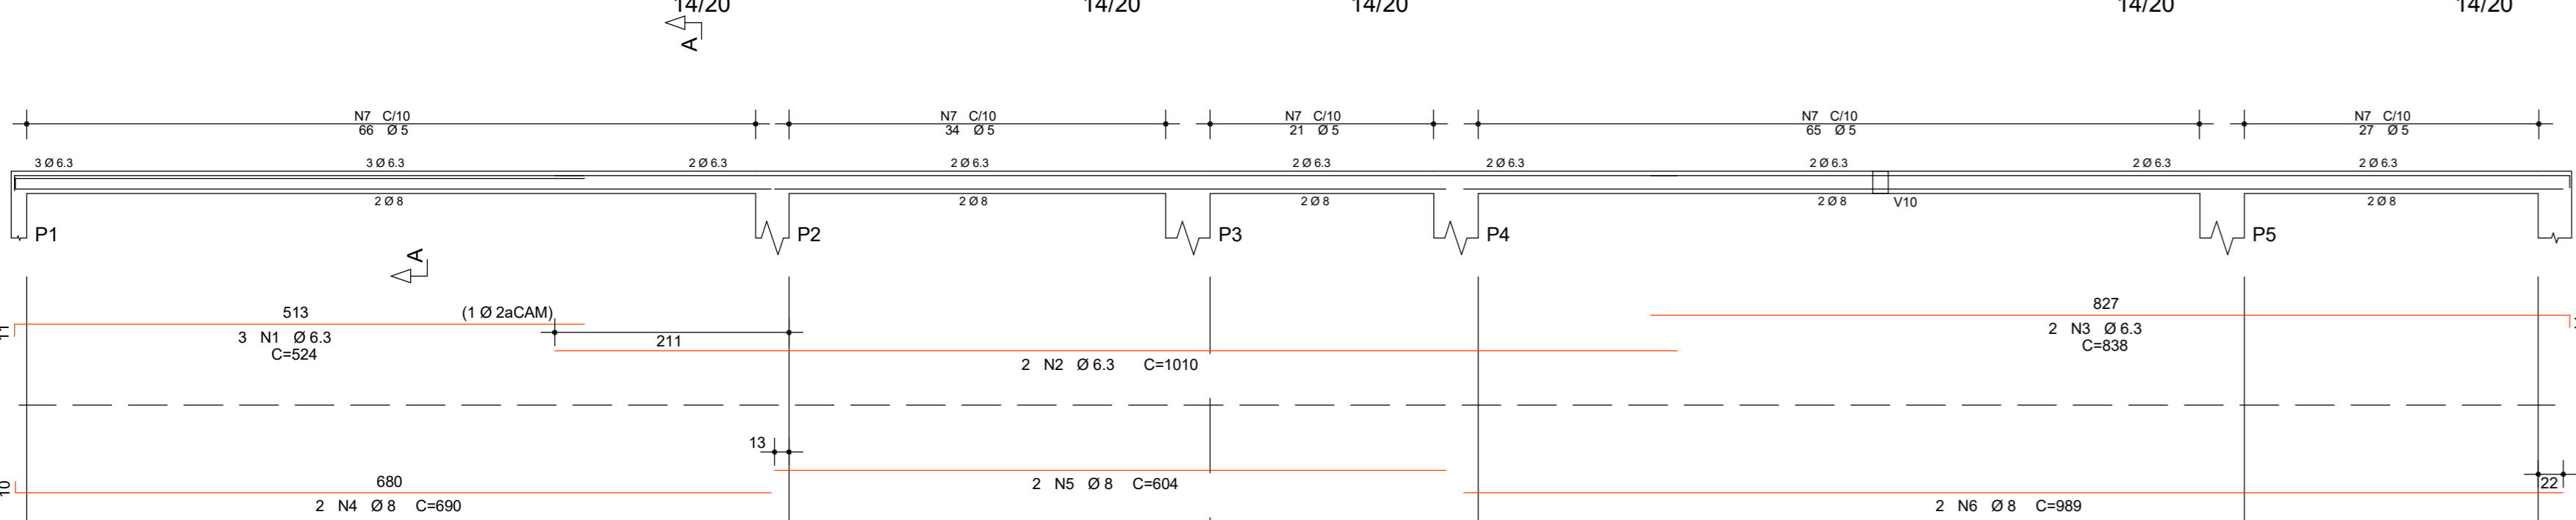 14/20 14/20 14/20 14/20 14/20
A
N7 C/10 N7 C/10 N7 C/10 N7 C/10 N7 C/10
66 Ø 5 34 Ø 5 21 Ø 5 65 Ø 5 27 Ø 5
3 Ø 6.3 3 Ø 6.3 2 Ø 6.3 2 Ø 6.3 2 Ø 6.3 2 Ø 6.3 2 Ø 6.3 2 Ø 6.3 2 Ø 6.3
2 Ø 8 2 Ø 8 2 Ø 8 2 Ø 8 V10 2 Ø 8
P1 P2 P3 P4 P5
A
513 (1 Ø 2aCAM) 827
11 3 N1 Ø 6.3 211 2 N3 Ø 6.3
C=524 C=838
2 N2 Ø 6.3 C=1010
13
680 2 N5 Ø 8 C=604 22
10 2 N4 Ø 8 C=690 2 N6 Ø 8 C=989